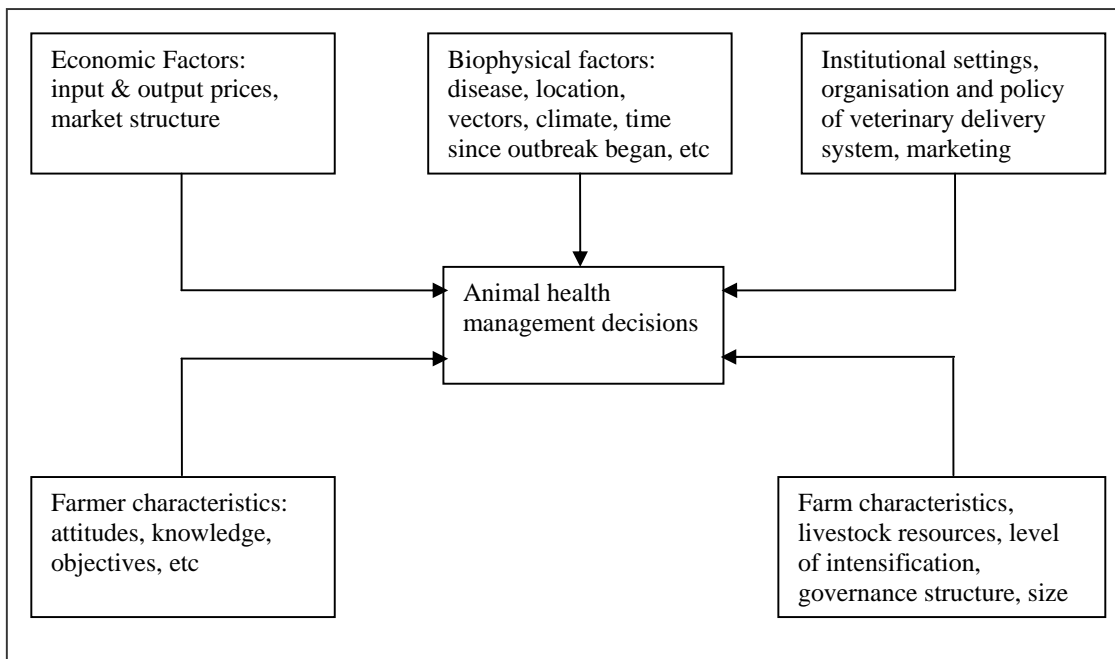 Economic Factors:
input & output prices,
market structure
Biophysical factors:
disease, location,
vectors, climate, time
since outbreak began, etc
Institutional settings,
organisation and policy
of veterinary delivery
system, marketing
Animal health
management decisions
Farmer characteristics:
attitudes, knowledge,
objectives, etc
Farm characteristics,
livestock resources, level
of intensification,
governance structure, size